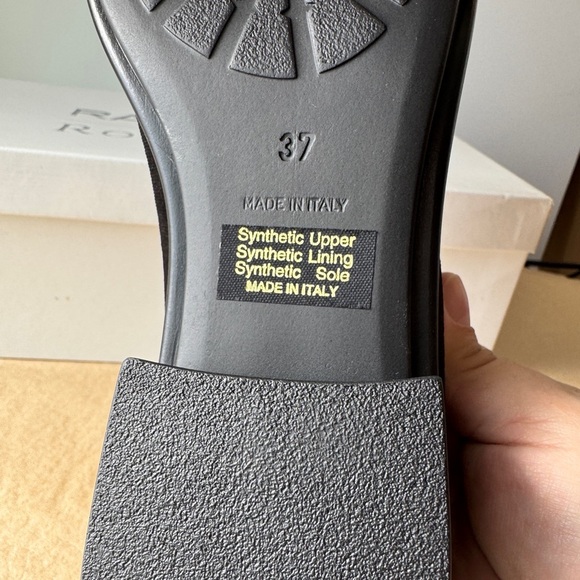 37
MADE IN ITALY
Synthetic Upper
Synthetic Lining
Synthetic Sole
MADE IN ITALY